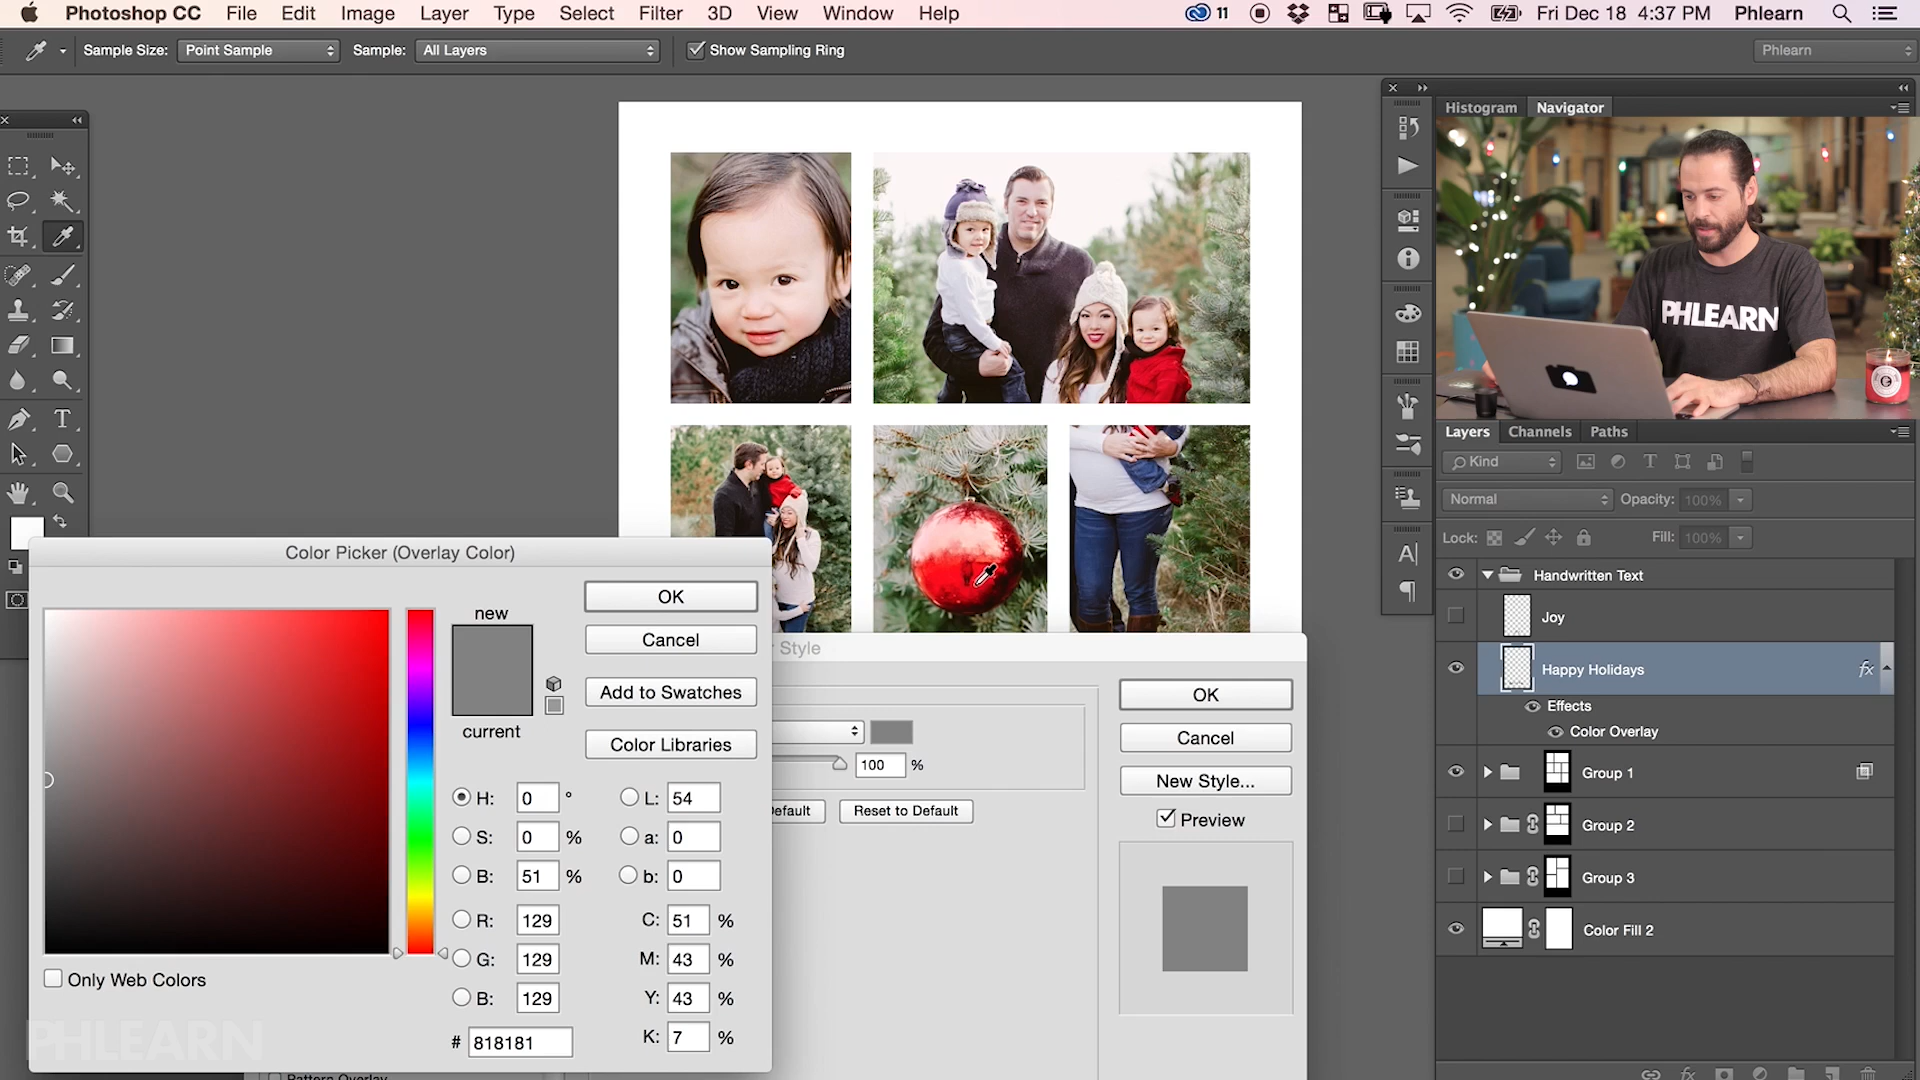 Photoshop CC File Edit Image Layer Type Select Filter 3D View Window Help 11 Fri Dec 18 4:37 PM Phlearn
Sample Size: Point Sample Sample: All Layers Show Sampling Ring Phlearn
Histogram Navigator
PHLEARN
Layers Channels Paths
Kind
Normal Opacity: 100%
Lock: Fill: 100%
Handwritten Text
Joy
Happy Holidays fx
Effects
Color Overlay
Group 1
Group 2
Group 3
Color Fill 2
Color Picker (Overlay Color)
new
current
OK
Cancel
Add to Swatches
Color Libraries
H: 0 °
S: 0 %
B: 51 %
R: 129
G: 129
B: 129
# 818181
L: 54
a: 0
b: 0
C: 51 %
M: 43 %
Y: 43 %
K: 7 %
Only Web Colors
PHLEARN
Style
100 %
Reset to Default
OK
Cancel
New Style...
Preview
Pattern Overlay